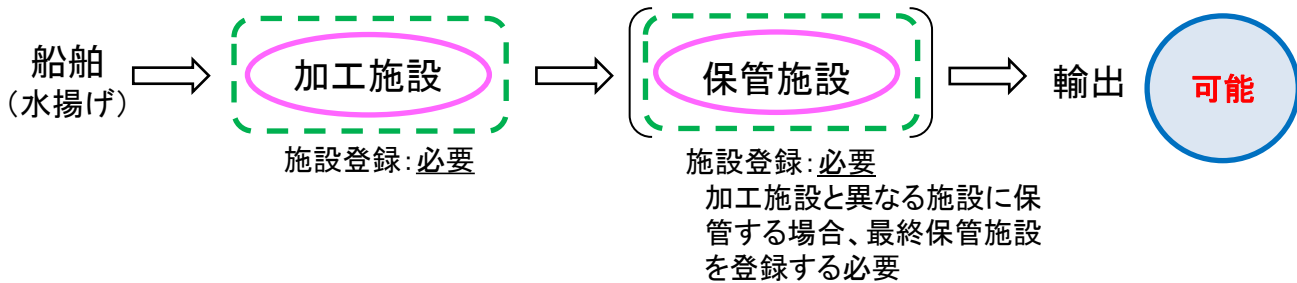 船舶
（水揚げ）
加工施設
施設登録：必要
保管施設
施設登録：必要
加工施設と異なる施設に保
管する場合、最終保管施設
を登録する必要
輸出
可能